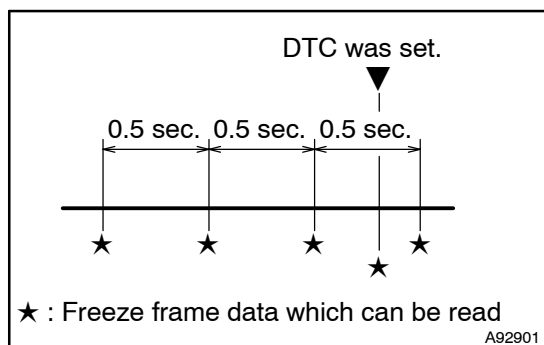 DTC was set.
0.5 sec. 0.5 sec. 0.5 sec.
★ : Freeze frame data which can be read
A92901